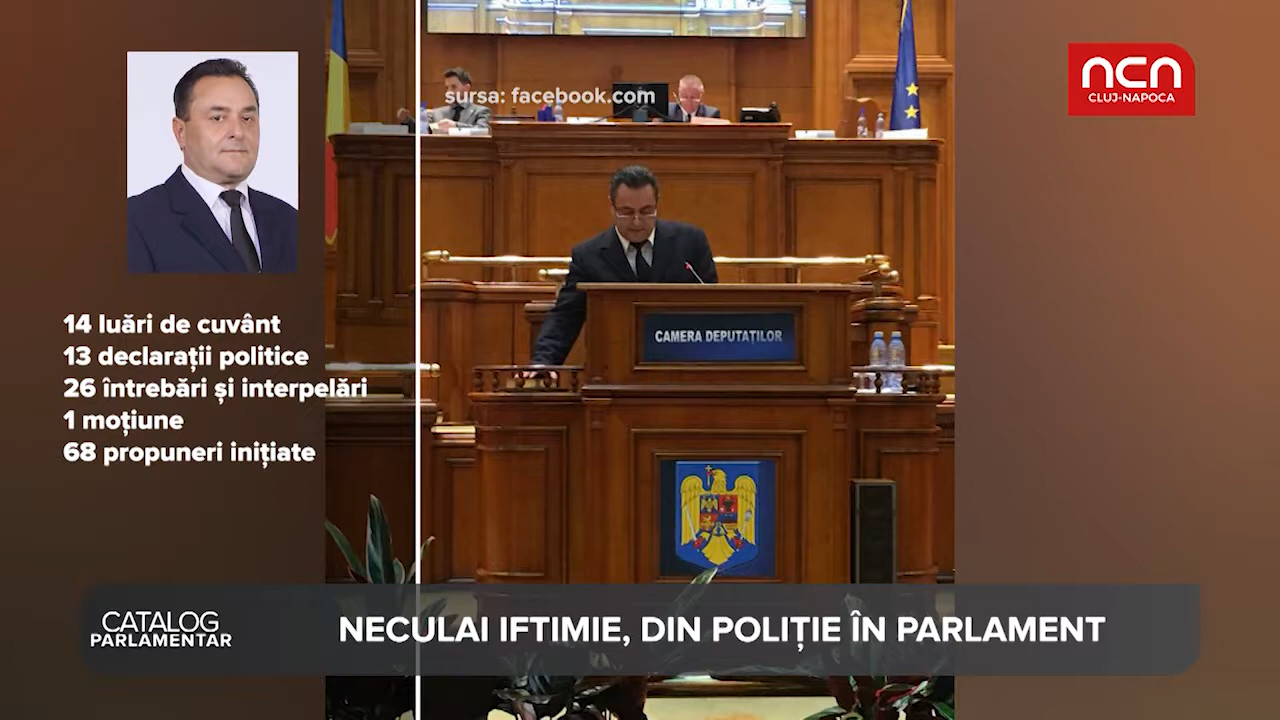 sursa: facebook.com
ncn
CLUJ-NAPOCA
CAMERA DEPUTAȚILOR
14 luări de cuvânt
13 declarații politice
26 întrebări și interpelări
1 moțiune
68 propuneri inițiate
CATALOG
PARLAMENTAR
NECULAI IFTIMIE, DIN POLIȚIE ÎN PARLAMENT